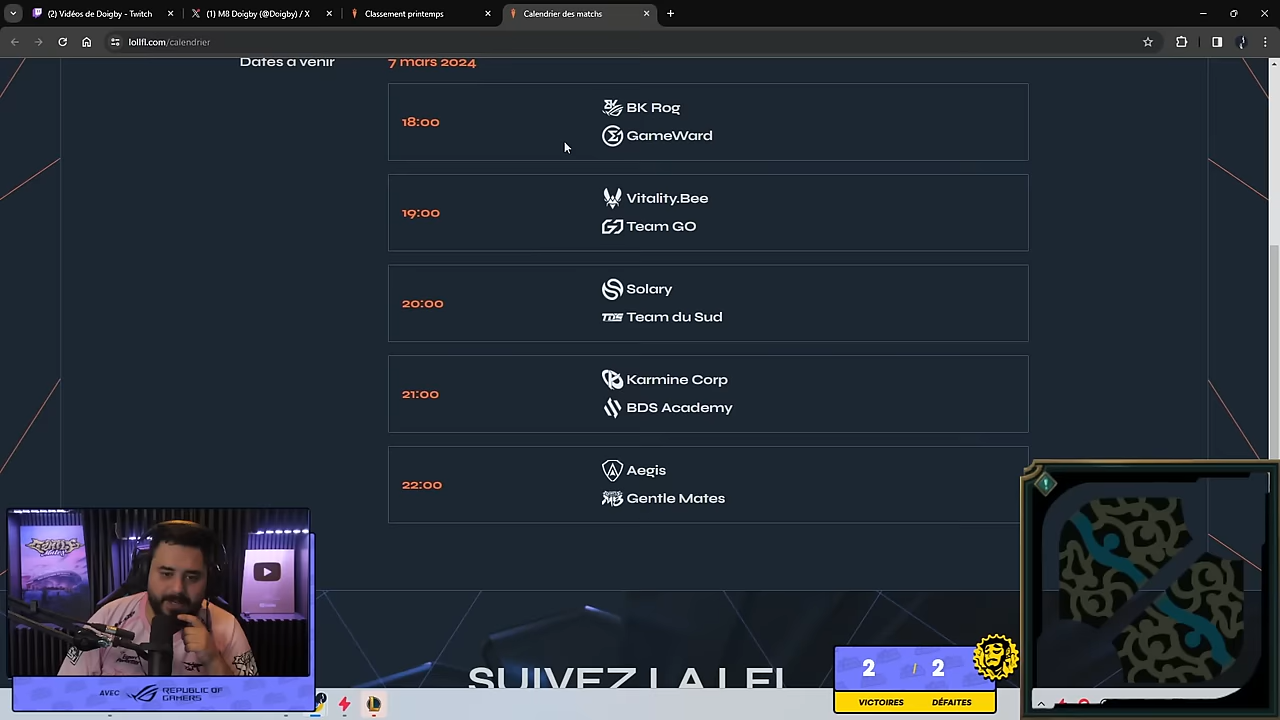 (2) Vidéos de Doigby - Twitch
(1) M8 Doigby (@Doigby) / X
Classement printemps
Calendrier des matchs
lollfl.com/calendrier
Dates à venir
7 mars 2024
18:00
BK Rog
GameWard
19:00
Vitality.Bee
Team GO
20:00
Solary
TDS Team du Sud
21:00
Karmine Corp
BDS Academy
22:00
Aegis
Gentle Mates
SUIVEZ LA LFL
AVEC
REPUBLIC OF
GAMERS
2 / 2
VICTOIRES
DÉFAITES